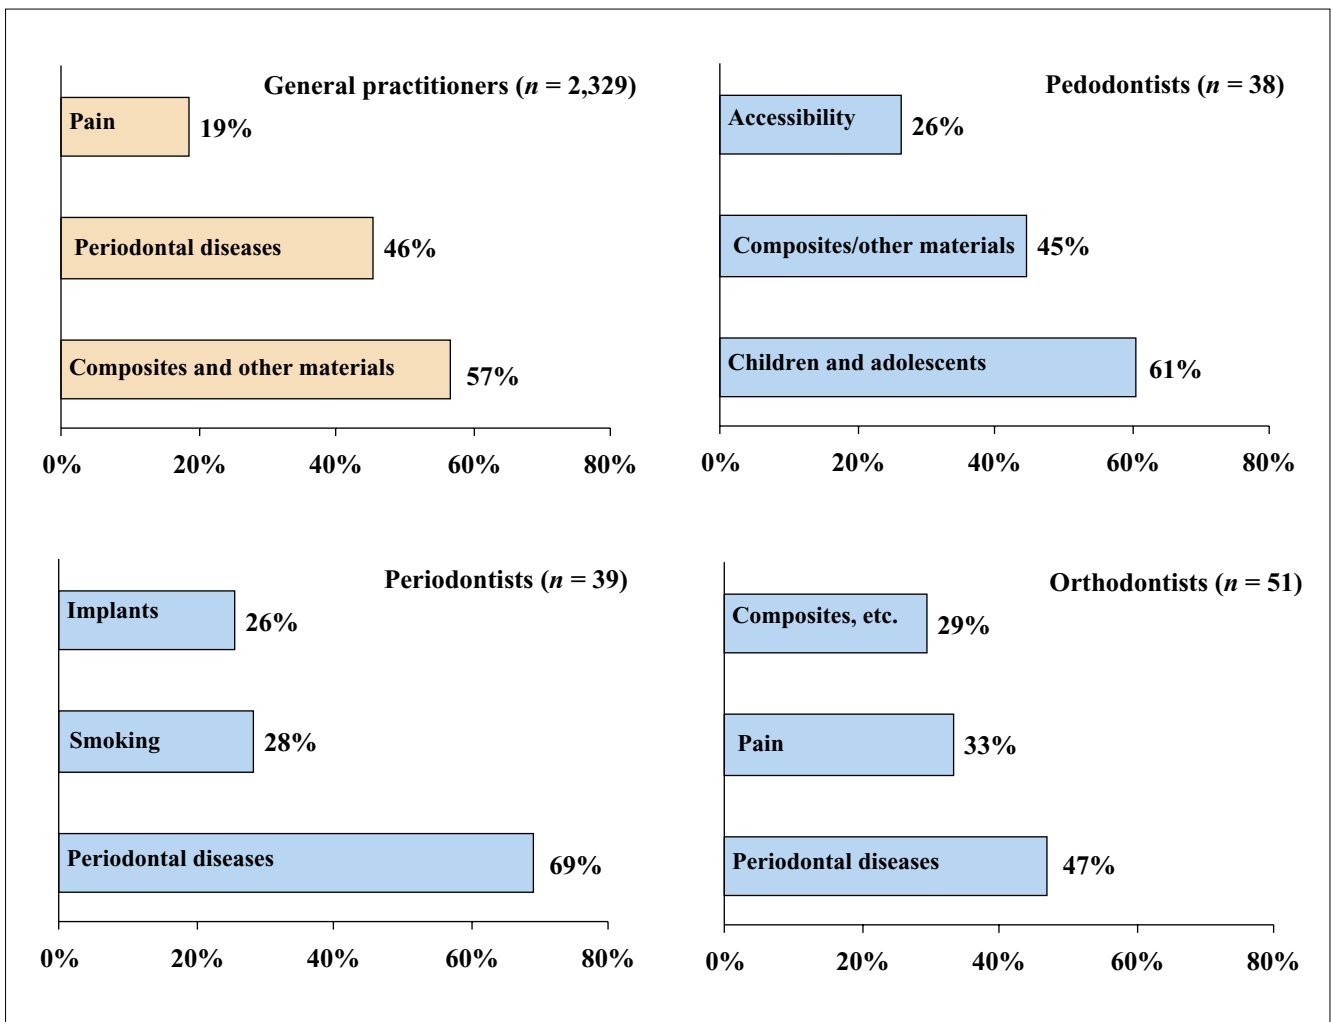 General practitioners (n = 2,329)
Pain
19%
Periodontal diseases
46%
Composites and other materials
57%
0% 20% 40% 60% 80%
Pedodontists (n = 38)
Accessibility
26%
Composites/other materials
45%
Children and adolescents
61%
0% 20% 40% 60% 80%
Periodontists (n = 39)
Implants
26%
Smoking
28%
Periodontal diseases
69%
0% 20% 40% 60% 80%
Orthodontists (n = 51)
Composites, etc.
29%
Pain
33%
Periodontal diseases
47%
0% 20% 40% 60% 80%